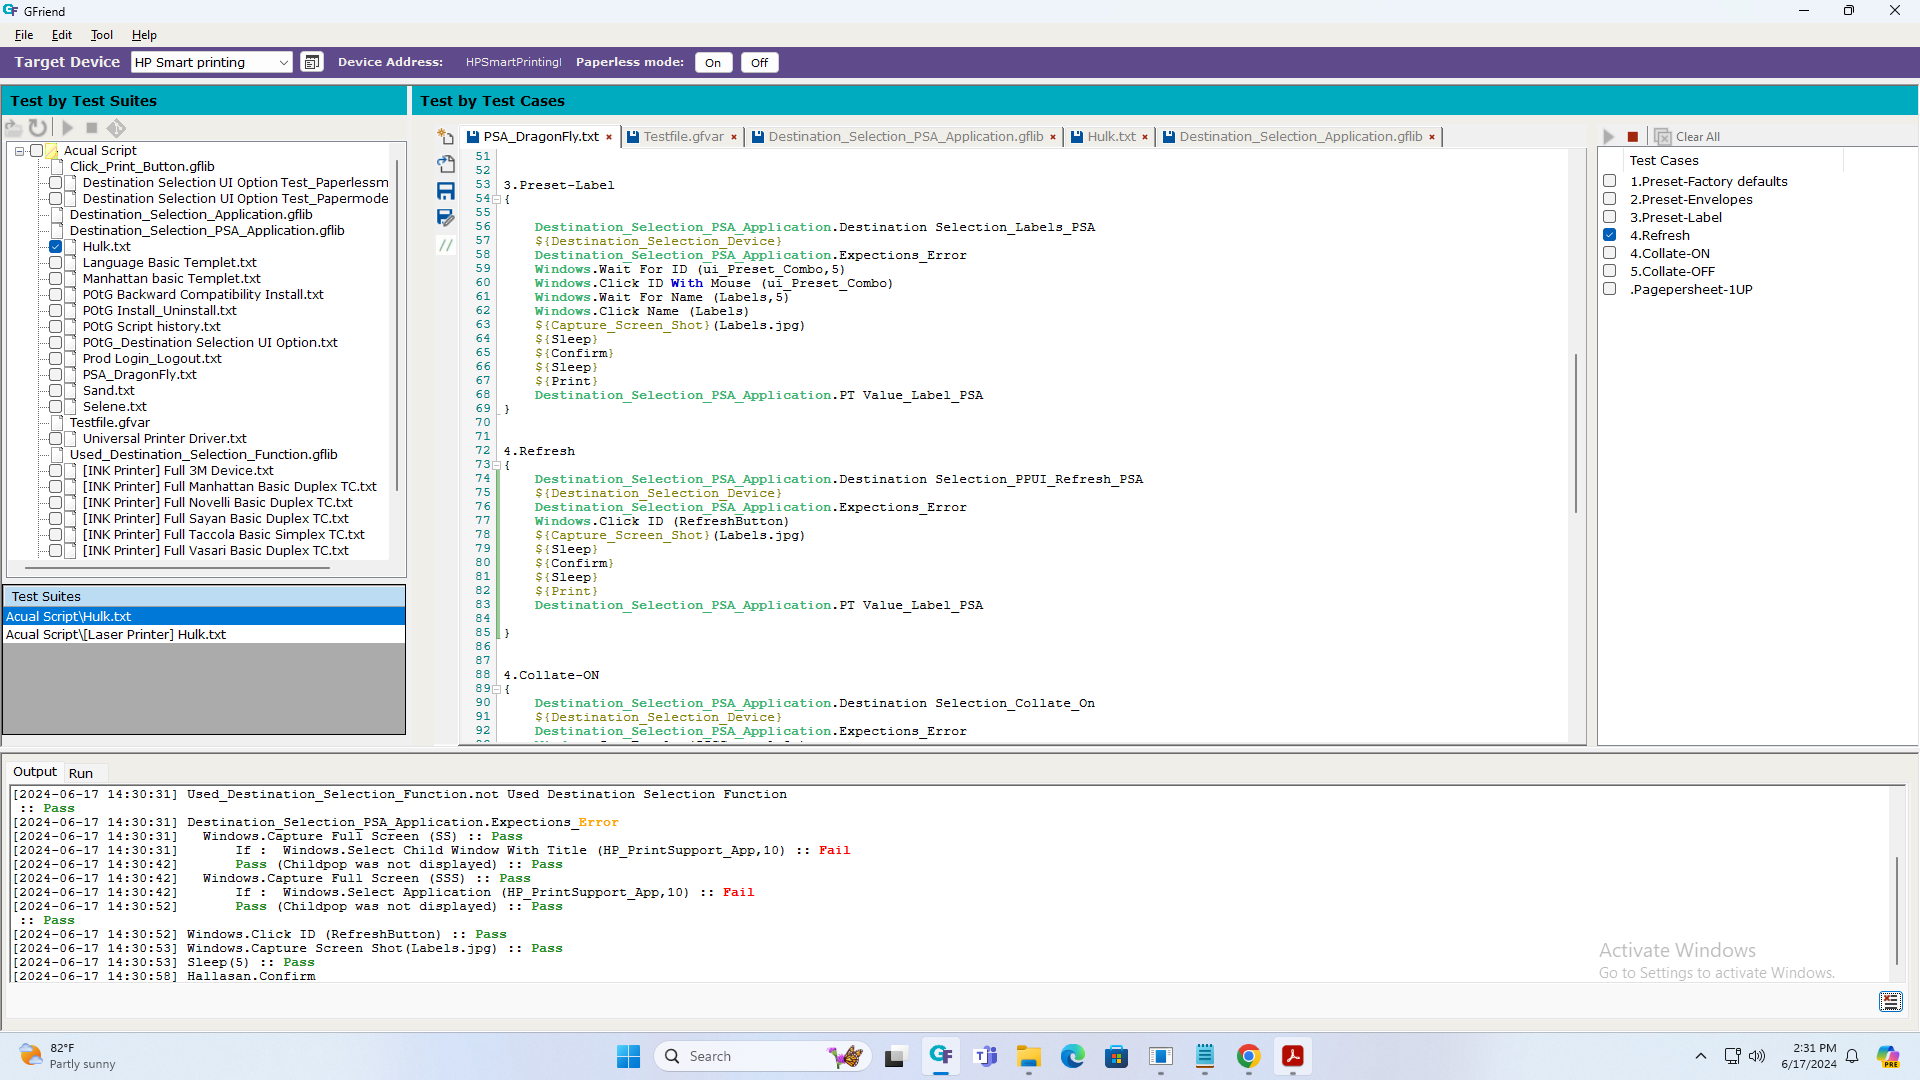 GFriend
File Edit Tool Help
Target Device HP Smart printing Device Address: HPSmartPrintingI Paperless mode: On Off
Test by Test Suites
Acual Script
Click_Print_Button.gflib
Destination Selection UI Option Test_Paperlessm
Destination Selection UI Option Test_Papermode
Destination_Selection_Application.gflib
Destination_Selection_PSA_Application.gflib
Hulk.txt
Language Basic Templet.txt
Manhattan basic Templet.txt
POtG Backward Compatibility Install.txt
POtG Install_Uninstall.txt
POtG Script history.txt
POtG_Destination Selection UI Option.txt
Prod Login_Logout.txt
PSA_DragonFly.txt
Sand.txt
Selene.txt
Testfile.gfvar
Universal Printer Driver.txt
Used_Destination_Selection_Function.gflib
[INK Printer] Full 3M Device.txt
[INK Printer] Full Manhattan Basic Duplex TC.txt
[INK Printer] Full Novelli Basic Duplex TC.txt
[INK Printer] Full Sayan Basic Duplex TC.txt
[INK Printer] Full Taccola Basic Simplex TC.txt
[INK Printer] Full Vasari Basic Duplex TC.txt
Test Suites
Acual Script\Hulk.txt
Acual Script\[Laser Printer] Hulk.txt
Test by Test Cases
PSA_DragonFly.txt × Testfile.gfvar × Destination_Selection_PSA_Application.gflib × Hulk.txt × Destination_Selection_Application.gflib ×
51
52
53 3.Preset-Label
54 {
55
56 Destination_Selection_PSA_Application.Destination Selection_Labels_PSA
57 ${Destination_Selection_Device}
58 Destination_Selection_PSA_Application.Expections_Error
59 Windows.Wait For ID (ui_Preset_Combo,5)
60 Windows.Click ID With Mouse (ui_Preset_Combo)
61 Windows.Wait For Name (Labels,5)
62 Windows.Click Name (Labels)
63 ${Capture_Screen_Shot}(Labels.jpg)
64 ${Sleep}
65 ${Confirm}
66 ${Sleep}
67 ${Print}
68 Destination_Selection_PSA_Application.PT Value_Label_PSA
69 }
70
71
72 4.Refresh
73 {
74 Destination_Selection_PSA_Application.Destination Selection_PPUI_Refresh_PSA
75 ${Destination_Selection_Device}
76 Destination_Selection_PSA_Application.Expections_Error
77 Windows.Click ID (RefreshButton)
78 ${Capture_Screen_Shot}(Labels.jpg)
79 ${Sleep}
80 ${Confirm}
81 ${Sleep}
82 ${Print}
83 Destination_Selection_PSA_Application.PT Value_Label_PSA
84
85 }
86
87
88 4.Collate-ON
89 {
90 Destination_Selection_PSA_Application.Destination Selection_Collate_On
91 ${Destination_Selection_Device}
92 Destination_Selection_PSA_Application.Expections_Error
Clear All
Test Cases
1.Preset-Factory defaults
2.Preset-Envelopes
3.Preset-Label
4.Refresh
4.Collate-ON
5.Collate-OFF
.Pagepersheet-1UP
Output Run
[2024-06-17 14:30:31] Used_Destination_Selection_Function.not Used Destination Selection Function
:: Pass
[2024-06-17 14:30:31] Destination_Selection_PSA_Application.Expections_Error
[2024-06-17 14:30:31] Windows.Capture Full Screen (SS) :: Pass
[2024-06-17 14:30:31] If : Windows.Select Child Window With Title (HP_PrintSupport_App,10) :: Fail
[2024-06-17 14:30:42] Pass (Childpop was not displayed) :: Pass
[2024-06-17 14:30:42] Windows.Capture Full Screen (SSS) :: Pass
[2024-06-17 14:30:42] If : Windows.Select Application (HP_PrintSupport_App,10) :: Fail
[2024-06-17 14:30:52] Pass (Childpop was not displayed) :: Pass
:: Pass
[2024-06-17 14:30:52] Windows.Click ID (RefreshButton) :: Pass
[2024-06-17 14:30:53] Windows.Capture Screen Shot(Labels.jpg) :: Pass
[2024-06-17 14:30:53] Sleep(5) :: Pass
[2024-06-17 14:30:58] Hallasan.Confirm
Activate Windows
Go to Settings to activate Windows.
82°F
Partly sunny
Search
2:31 PM
6/17/2024
PRE